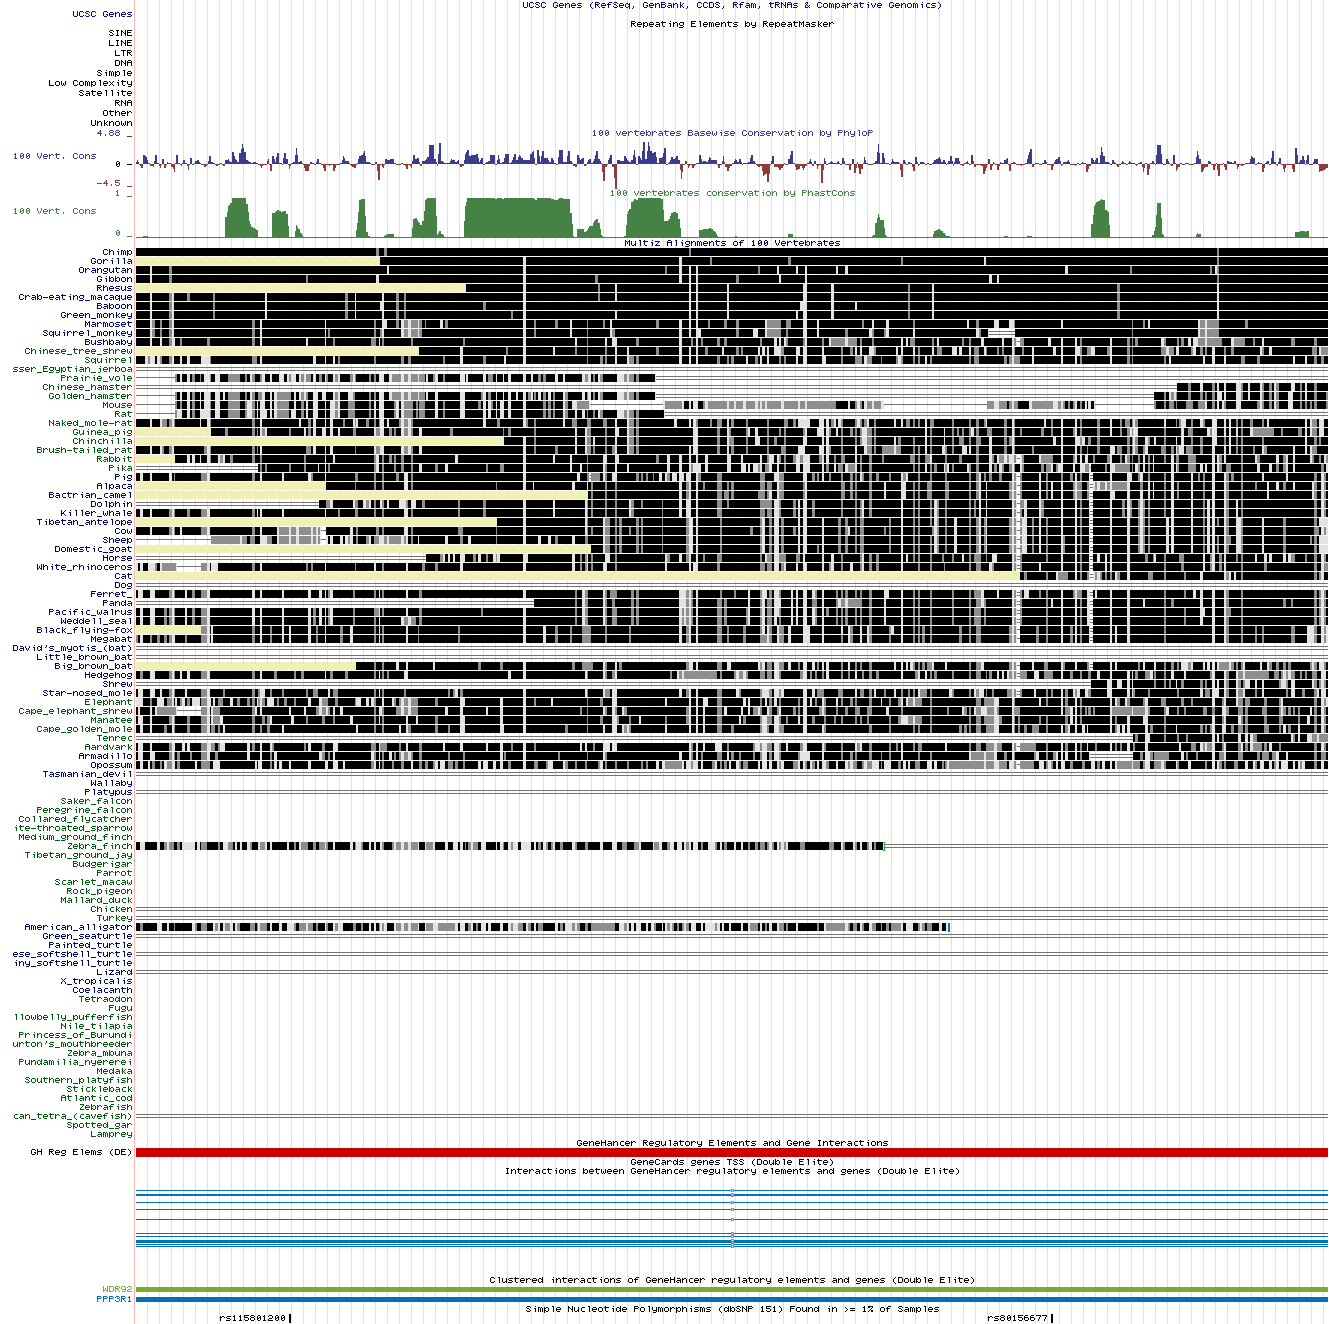 UCSC Genes (RefSeq, GenBank, CCDS, Rfam, tRNAs & Comparative Genomics)
UCSC Genes
Repeating Elements by RepeatMasker
SINE
LINE
LTR
DNA
Simple
Low Complexity
Satellite
RNA
Other
Unknown
4.88 _
100 vertebrates Basewise Conservation by PhyloP
100 Vert. Cons
0 -
-4.5 _
1 _
100 vertebrates conservation by PhastCons
100 Vert. Cons
0 _
Multiz Alignments of 100 Vertebrates
Chimp
Gorilla
Orangutan
Gibbon
Rhesus
Crab-eating_macaque
Baboon
Green_monkey
Marmoset
Squirrel_monkey
Bushbaby
Chinese_tree_shrew
Squirrel
sser_Egyptian_jerboa
Prairie_vole
Chinese_hamster
Golden_hamster
Mouse
Rat
Naked_mole-rat
Guinea_pig
Chinchilla
Brush-tailed_rat
Rabbit
Pika
Pig
Alpaca
Bactrian_camel
Dolphin
Killer_whale
Tibetan_antelope
Cow
Sheep
Domestic_goat
Horse
White_rhinoceros
Cat
Dog
Ferret_
Panda
Pacific_walrus
Weddell_seal
Black_flying-fox
Megabat
David's_myotis_(bat)
Little_brown_bat
Big_brown_bat
Hedgehog
Shrew
Star-nosed_mole
Elephant
Cape_elephant_shrew
Manatee
Cape_golden_mole
Tenrec
Aardvark
Armadillo
Opossum
Tasmanian_devil
Wallaby
Platypus
Saker_falcon
Peregrine_falcon
Collared_flycatcher
ite-throated_sparrow
Medium_ground_finch
Zebra_finch
Tibetan_ground_jay
Budgerigar
Parrot
Scarlet_macaw
Rock_pigeon
Mallard_duck
Chicken
Turkey
American_alligator
Green_seaturtle
Painted_turtle
ese_softshell_turtle
iny_softshell_turtle
Lizard
X_tropicalis
Coelacanth
Tetraodon
Fugu
llowbelly_pufferfish
Nile_tilapia
Princess_of_Burundi
urton's_mouthbreeder
Zebra_mbuna
Pundamilia_nyererei
Medaka
Southern_platyfish
Stickleback
Atlantic_cod
Zebrafish
can_tetra_(cavefish)
Spotted_gar
Lamprey
GeneHancer Regulatory Elements and Gene Interactions
GH Reg Elems (DE)
GeneCards genes TSS (Double Elite)
Interactions between GeneHancer regulatory elements and genes (Double Elite)
Clustered interactions of GeneHancer regulatory elements and genes (Double Elite)
WDR92
PPP3R1
Simple Nucleotide Polymorphisms (dbSNP 151) Found in >= 1% of Samples
rs115801200 rs80156677